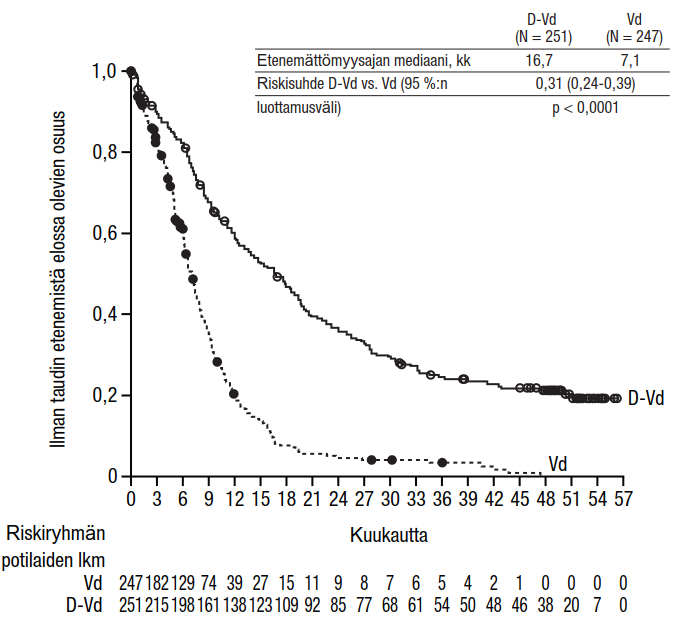 D-Vd Vd
(N = 251) (N = 247)
Etenemättömyysajan mediaani, kk 16,7 7,1
Riskisuhde D-Vd vs. Vd (95 %:n 0,31 (0,24-0,39)
luottamusväli) p < 0,0001
Ilman taudin etenemistä elossa olevien osuus
1,0
0,8
0,6
0,4
0,2
0
D-Vd
Vd
0 3 6 9 12 15 18 21 24 27 30 33 36 39 42 45 48 51 54 57
Kuukautta
Riskiryhmän
potilaiden lkm
Vd 247 182 129 74 39 27 15 11 9 8 7 6 5 4 2 1 0 0 0 0
D-Vd 251 215 198 161 138 123 109 92 85 77 68 61 54 50 48 46 38 20 7 0